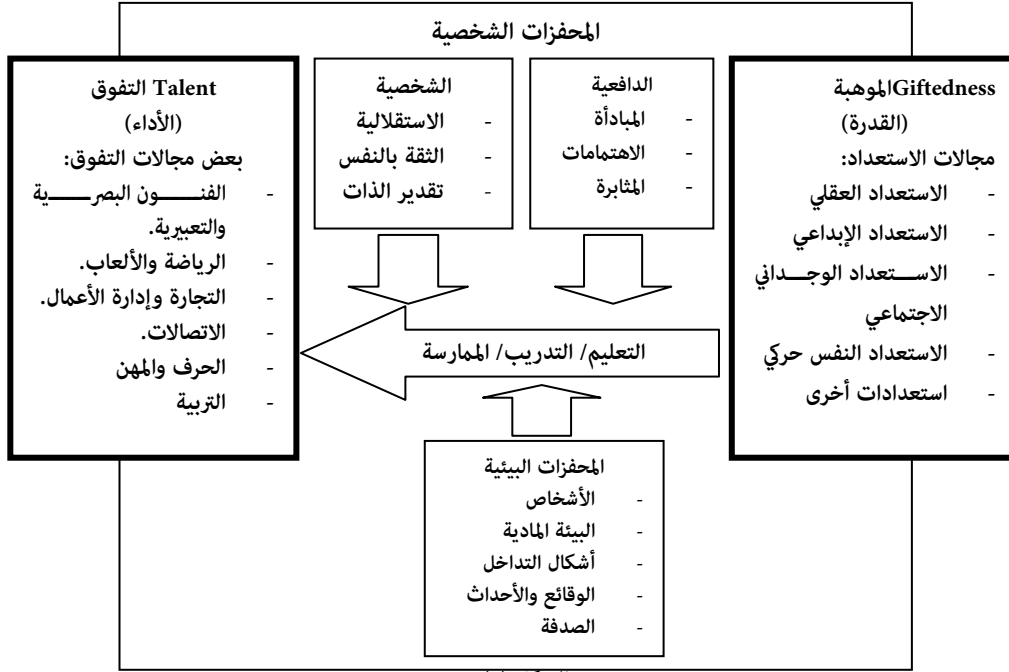 المحفزات الشخصية
Giftednessالموهبة
(القدرة)
مجالات الاستعداد:
- الاستعداد العقلي
- الاستعداد الإبداعي
- الاستعداد الوجداني
الاجتماعي
- الاستعداد النفس حركي
- استعدادات أخرى
الدافعية
- المبادأة
- الاهتمامات
- المثابرة
الشخصية
- الاستقلالية
- الثقة بالنفس
- تقدير الذات
التعليم/ التدريب/ الممارسة
المحفزات البيئية
- الأشخاص
- البيئة المادية
- أشكال التداخل
- الوقائع والأحداث
- الصدفة
Talent التفوق
(الأداء)
بعض مجالات التفوق:
- الفنون البصرية
والتعبيرية.
- الرياضة والألعاب.
- التجارة وإدارة الأعمال.
- الاتصالات.
- الحرف والمهن
- التربية